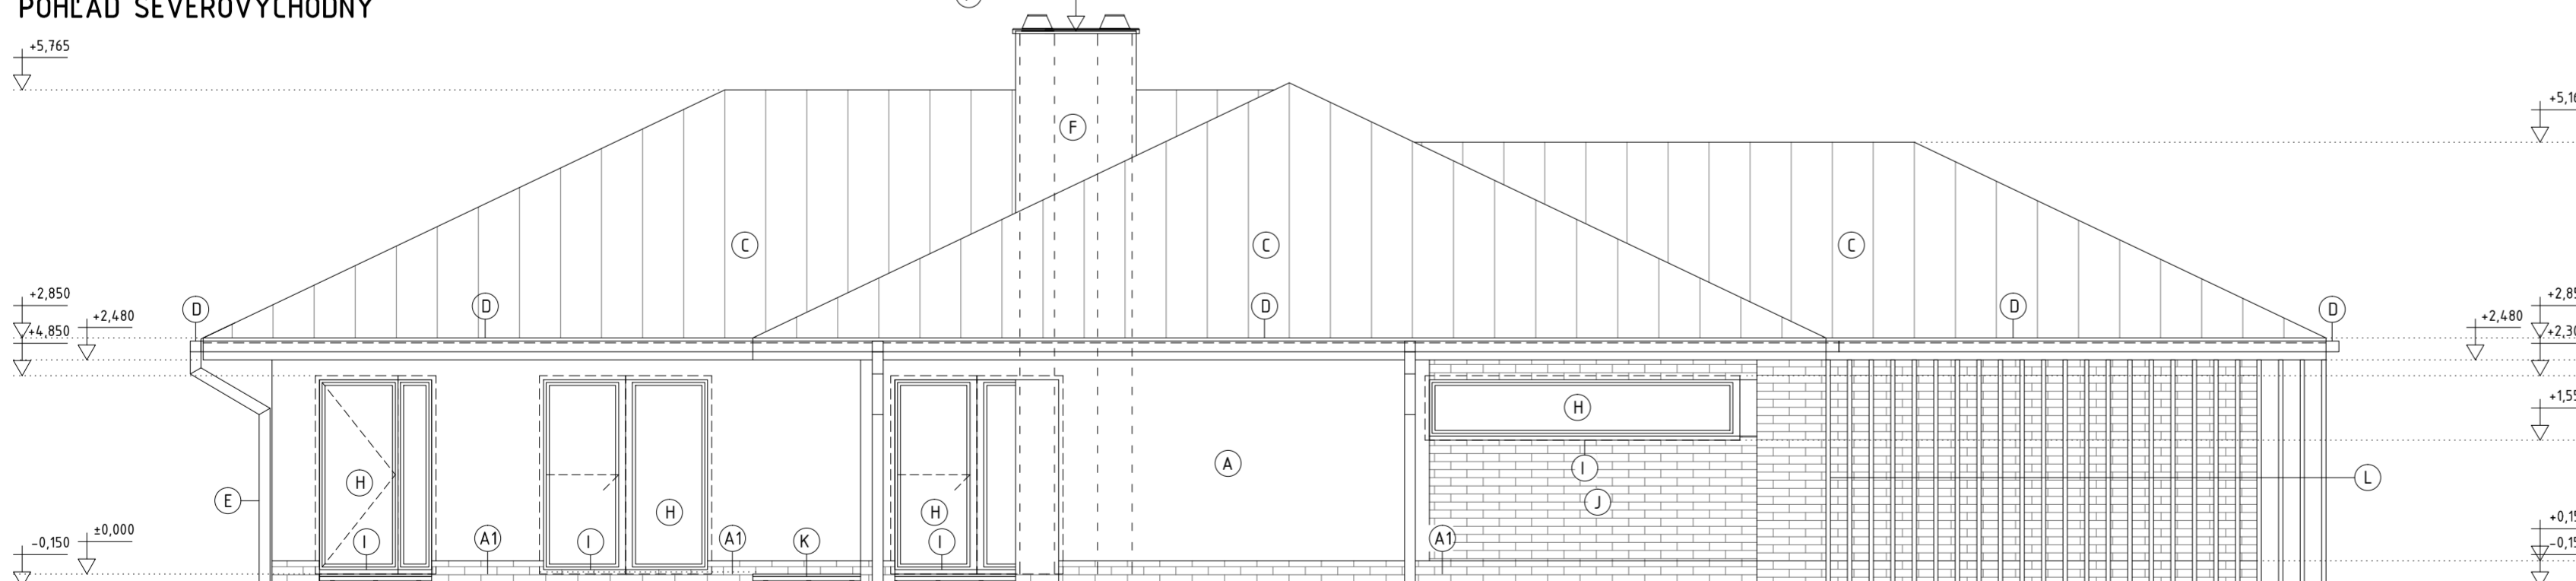 POHĽAD SEVEROVÝCHODNÝ
+5,765
F
C
C
C
+2,850
D
D
D
D
D
+2,480
+2,480
+4,850
H
H
H
H
A
I
J
L
E
-0,150
±0,000
I
A1
I
A1
K
I
A1